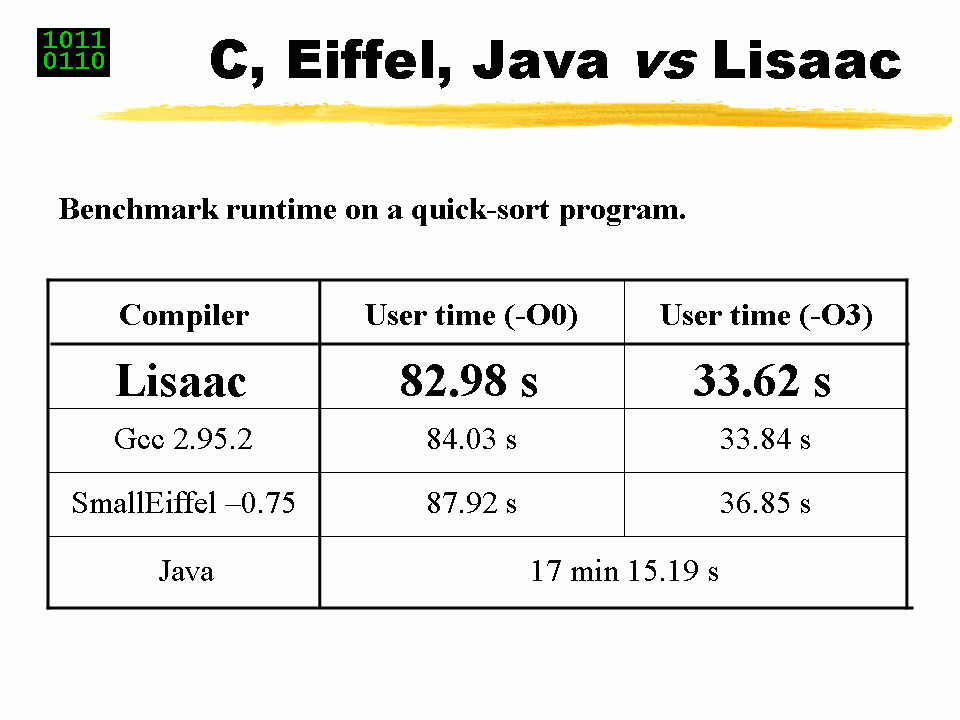 1011
0110
C, Eiffel, Java vs Lisaac
Benchmark runtime on a quick-sort program.
Compiler User time (-O0) User time (-O3)
Lisaac 82.98 s 33.62 s
Gcc 2.95.2 84.03 s 33.84 s
SmallEiffel –0.75 87.92 s 36.85 s
Java 17 min 15.19 s